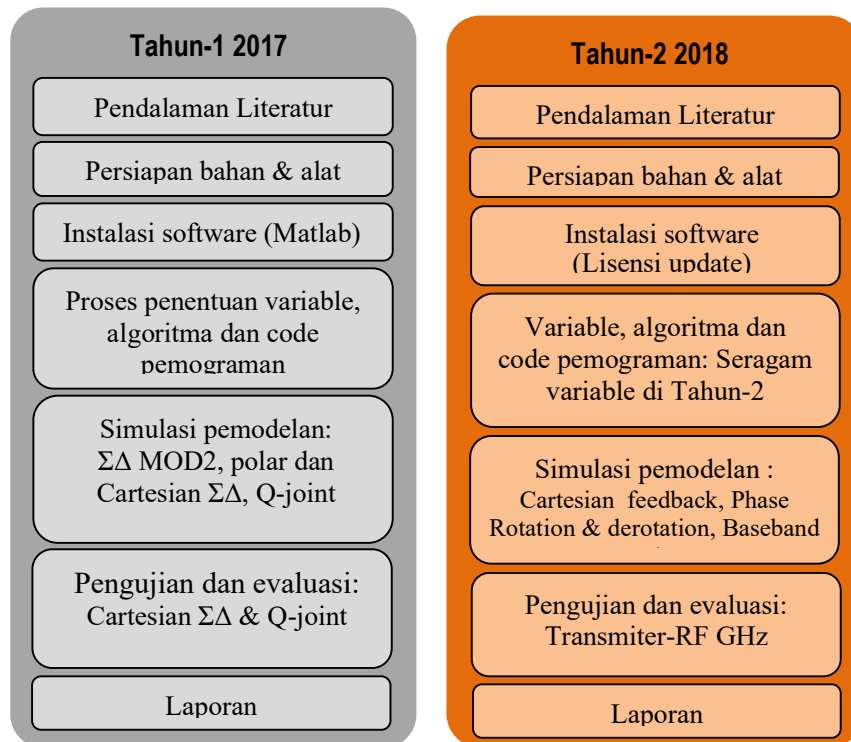 Tahun-1 2017
Pendalaman Literatur
Persiapan bahan & alat
Instalasi software (Matlab)
Proses penentuan variable,
algoritma dan code
pemograman
Simulasi pemodelan:
ΣΔ MOD2, polar dan
Cartesian ΣΔ, Q-joint
Pengujian dan evaluasi:
Cartesian ΣΔ & Q-joint
Laporan
Tahun-2 2018
Pendalaman Literatur
Persiapan bahan & alat
Instalasi software
(Lisensi update)
Variable, algoritma dan
code pemograman: Seragam
variable di Tahun-2
Simulasi pemodelan :
Cartesian feedback, Phase
Rotation & derotation, Baseband
Pengujian dan evaluasi:
Transmiter-RF GHz
Laporan